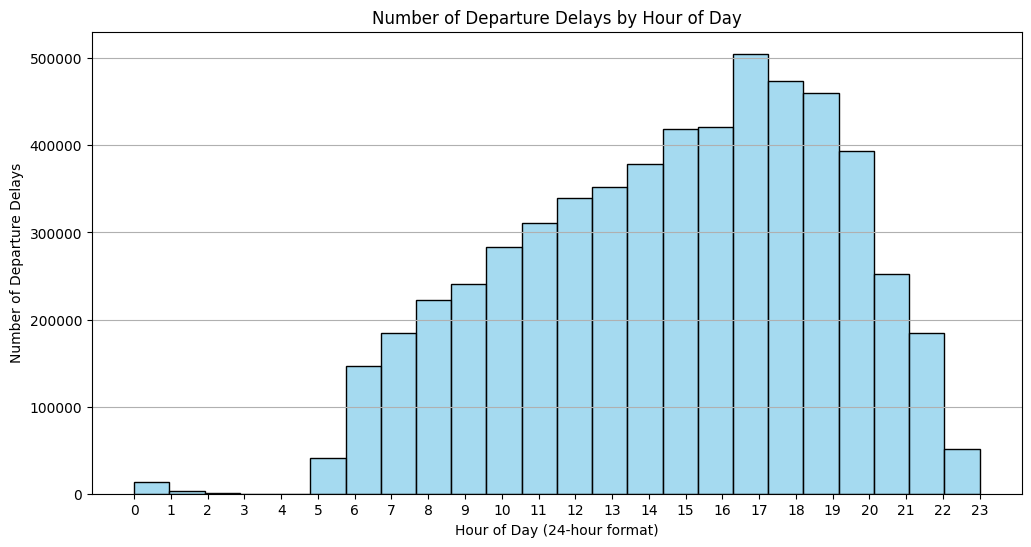 Number of Departure Delays by Hour of Day
500000
400000
300000
200000
100000
0
Number of Departure Delays
0 1 2 3 4 5 6 7 8 9 10 11 12 13 14 15 16 17 18 19 20 21 22 23
Hour of Day (24-hour format)